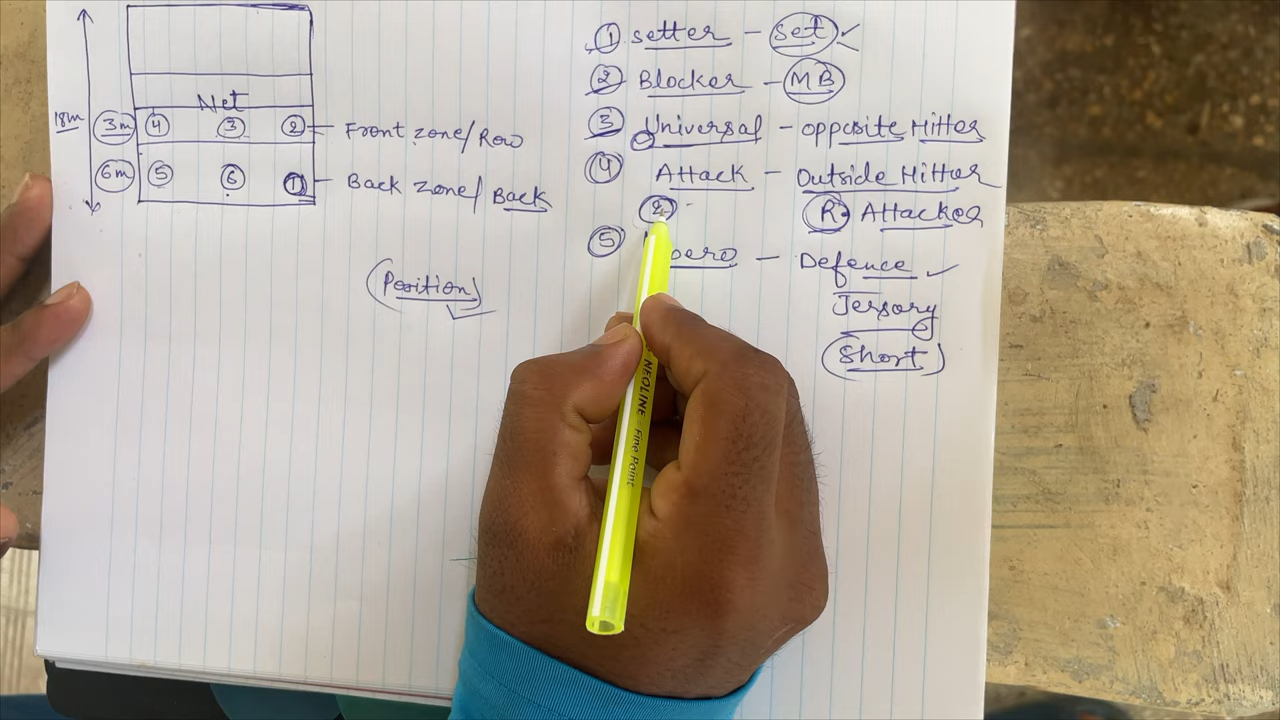 18m
Net
3m 4 3 2 Front zone/Row
6m 5 6 1 Back zone/Back
(Position)
1 Setter - Set
2 Blocker - MB
3 Universal - opposite Hitter
4 Attack - Outside Hitter
2 R. Attacker
5 - Defence
Jersory
(Short)
NEOLINE Fine Point